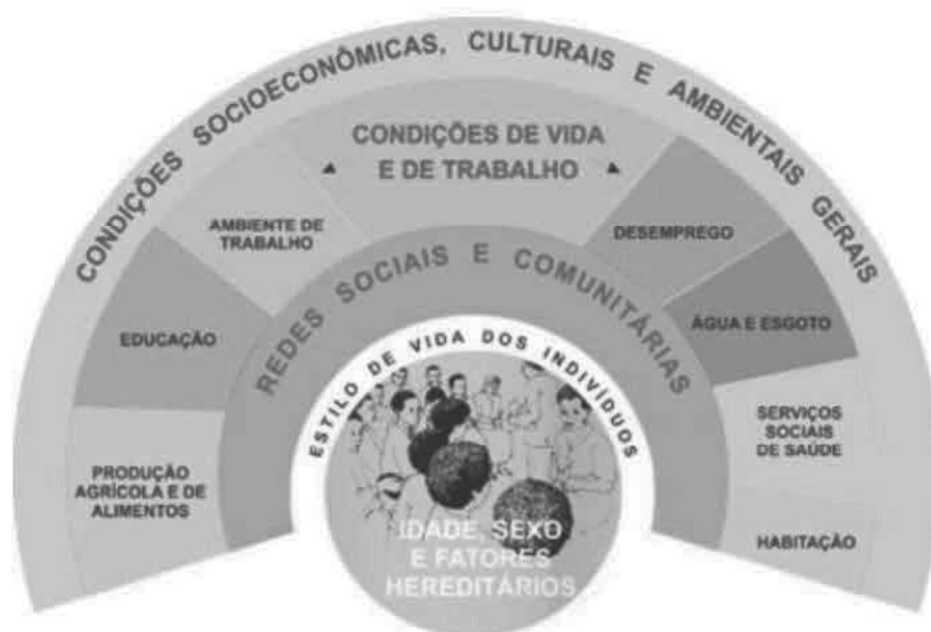 CONDIÇÕES SOCIOECONÔMICAS, CULTURAIS E AMBIENTAIS GERAIS
CONDIÇÕES DE VIDA
E DE TRABALHO
AMBIENTE DE
TRABALHO
DESEMPREGO
EDUCAÇÃO
ÁGUA E ESGOTO
PRODUÇÃO
AGRÍCOLA E DE
ALIMENTOS
SERVIÇOS
SOCIAIS
DE SAÚDE
HABITAÇÃO
REDES SOCIAIS E COMUNITÁRIAS
ESTILO DE VIDA DOS INDIVÍDUOS
IDADE, SEXO
E FATORES
HEREDITÁRIOS